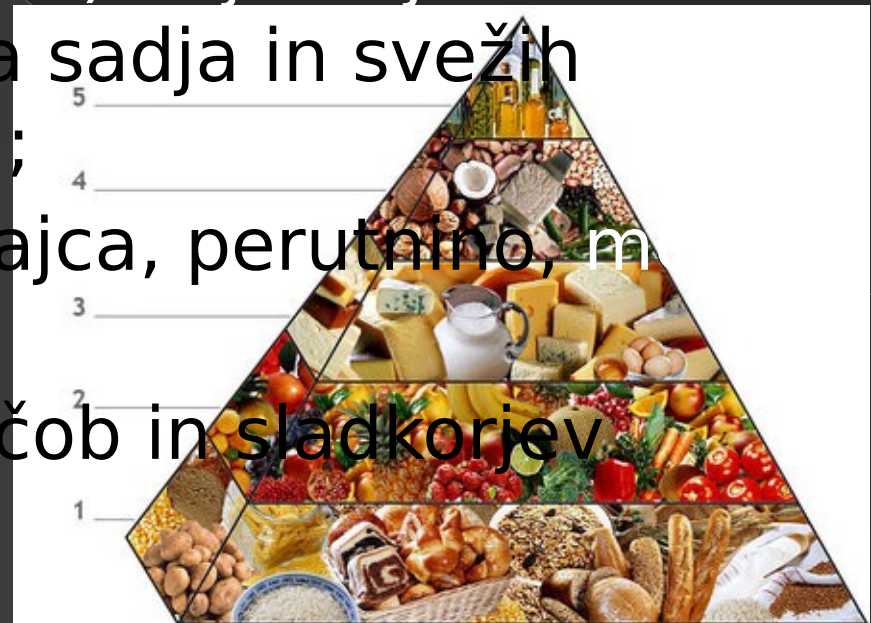 a sadja in svežih
5
;
4
ajca, perutnino,
3
2
čob in sladkorjev
1